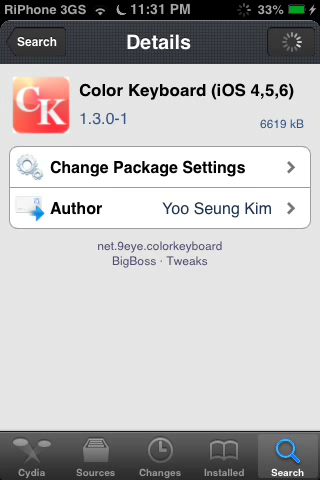 RiPhone 3GS 11:31 PM 33%
Search Details
CK
Color Keyboard (iOS 4,5,6)
1.3.0-1
6619 kB
Change Package Settings
Author Yoo Seung Kim
net.9eye.colorkeyboard
BigBoss · Tweaks
Cydia Sources Changes Installed Search